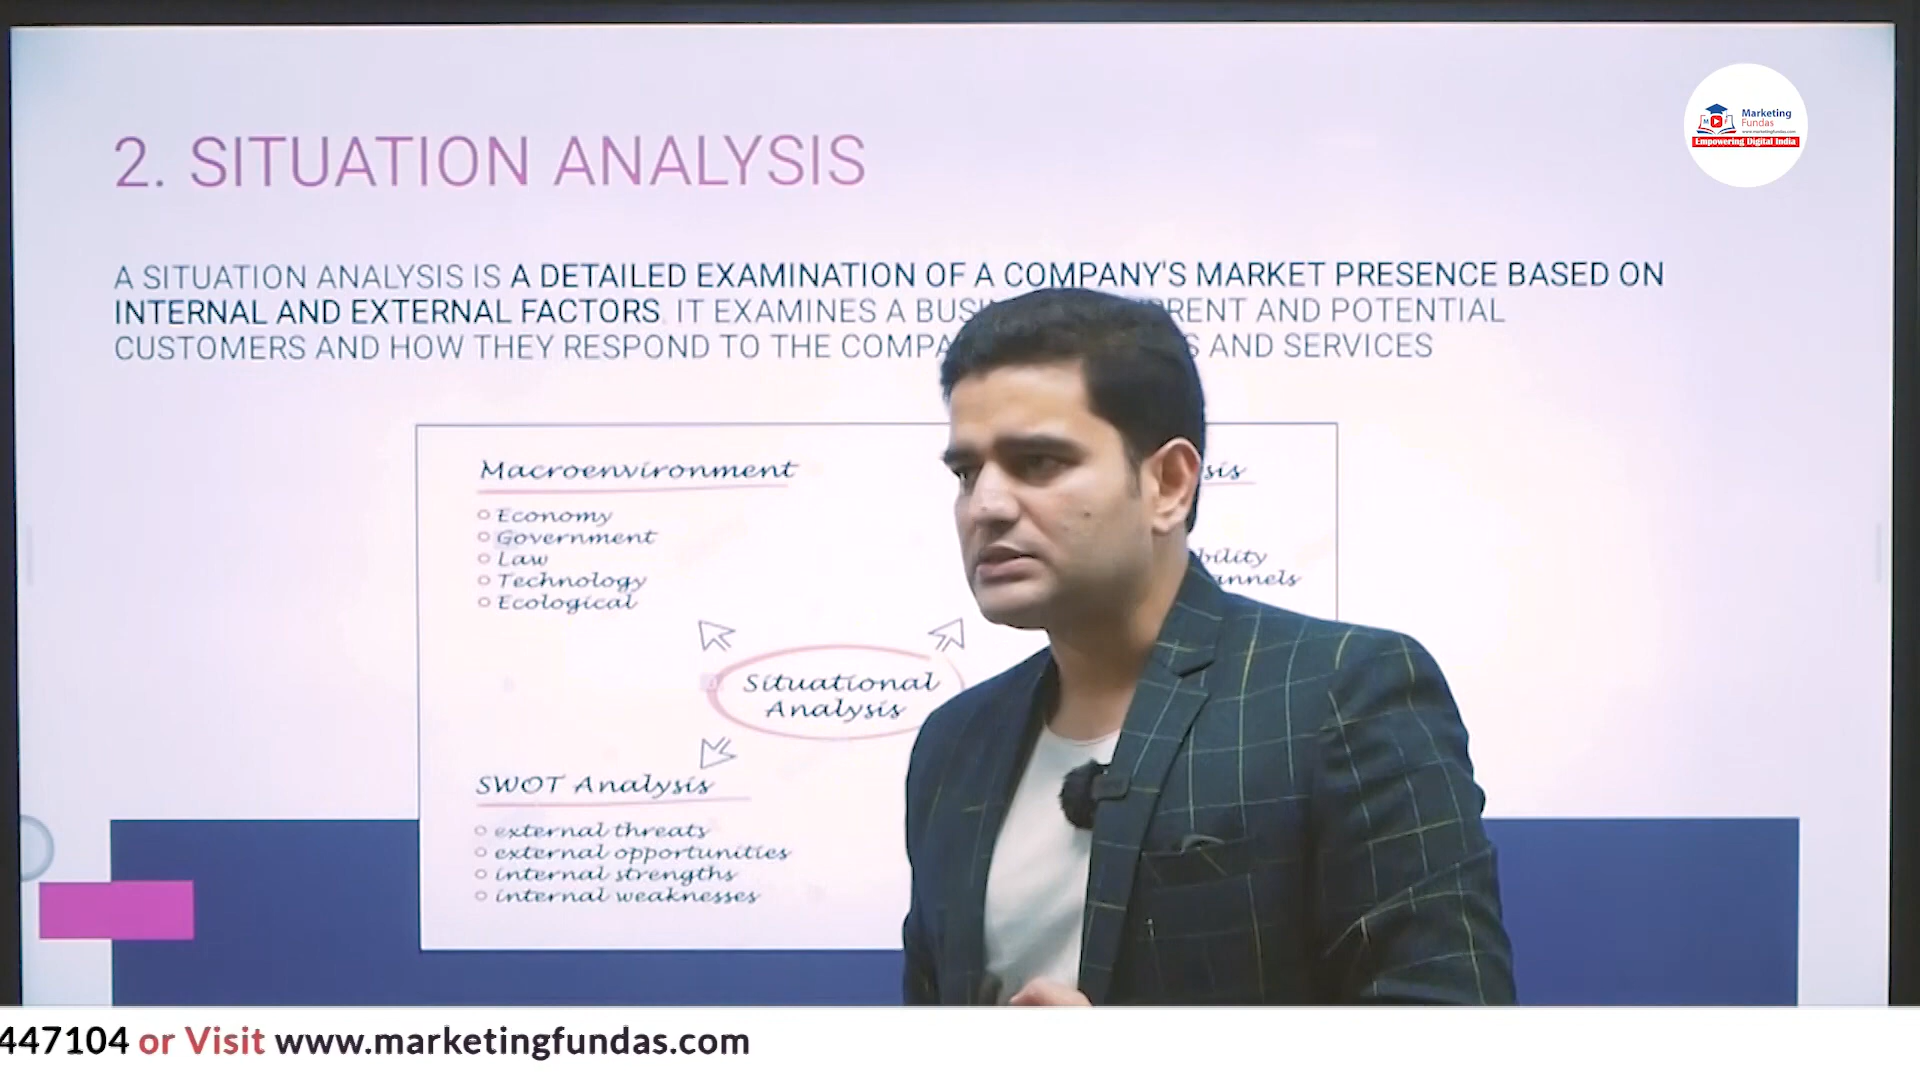 Marketing
Fundas
www.marketingfundas.com
Empowering Digital India
2. SITUATION ANALYSIS
A SITUATION ANALYSIS IS A DETAILED EXAMINATION OF A COMPANY'S MARKET PRESENCE BASED ON
INTERNAL AND EXTERNAL FACTORS. IT EXAMINES A AND POTENTIAL
CUSTOMERS AND HOW THEY RESPOND TO THE AND SERVICES
Macroenvironment
Economy
Government
Law
Technology
Ecological
Situational
Analysis
SWOT Analysis
external threats
external opportunities
internal strengths
internal weaknesses
447104 or Visit www.marketingfundas.com